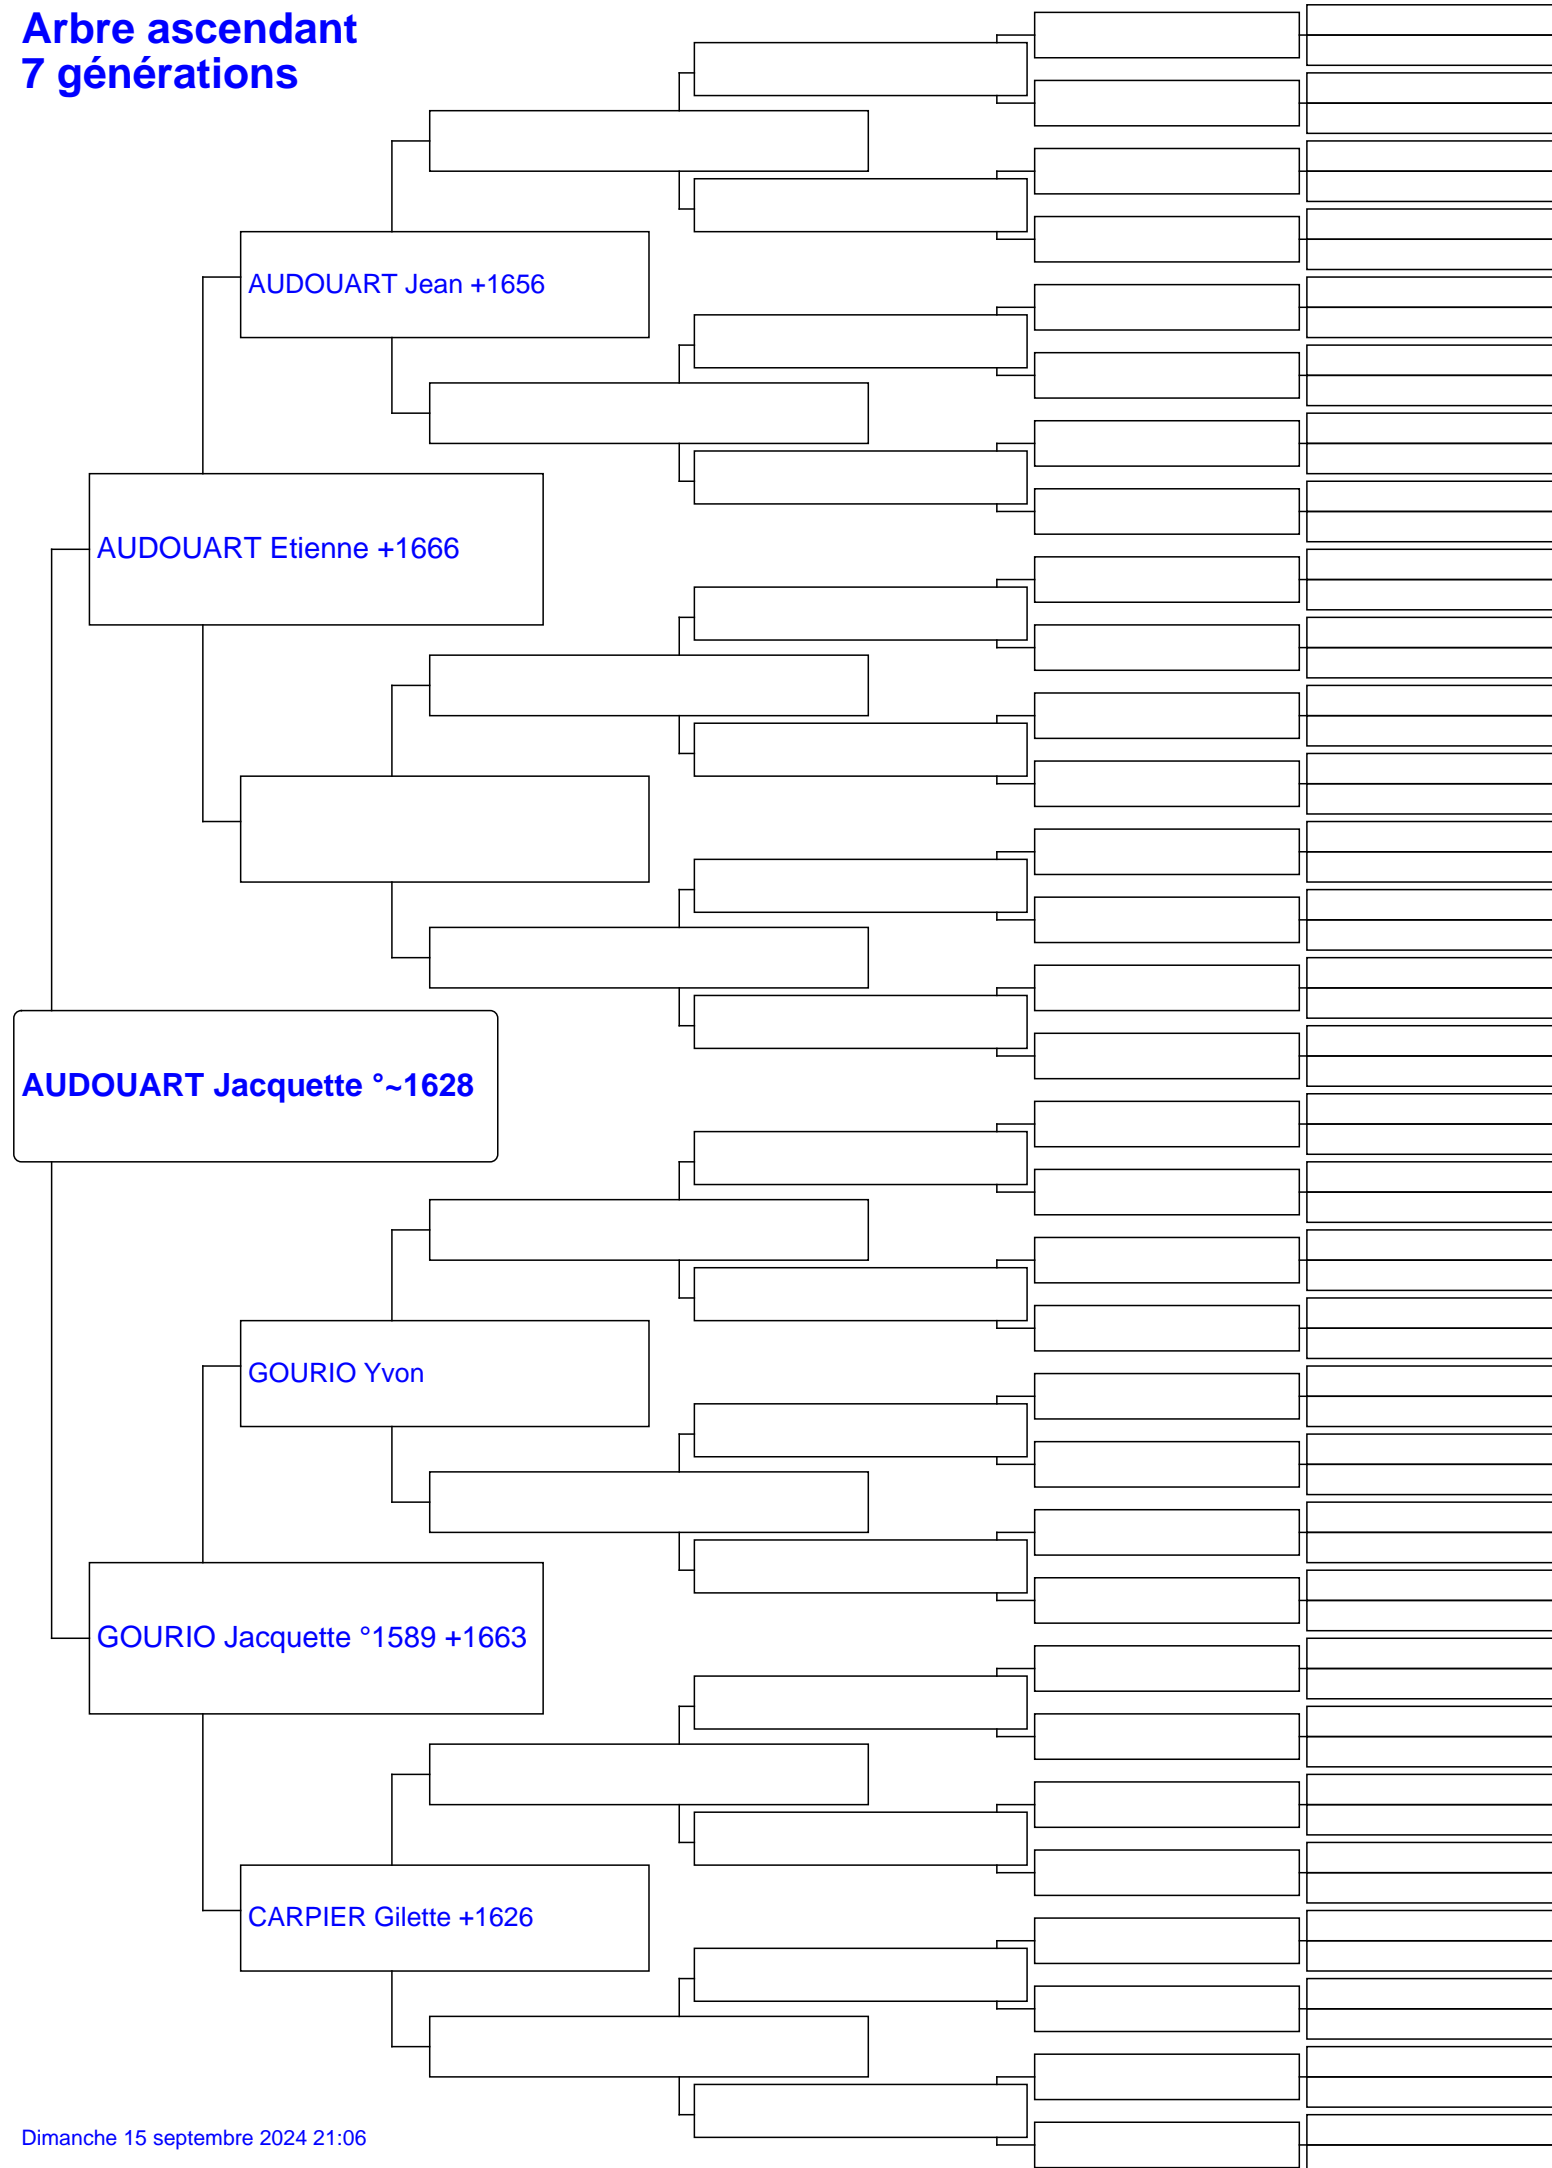 Arbre ascendant
7 générations
AUDOUART Jean +1656
AUDOUART Etienne +1666
AUDOUART Jacquette °~1628
GOURIO Yvon
GOURIO Jacquette °1589 +1663
CARPIER Gilette +1626
Dimanche 15 septembre 2024 21:06